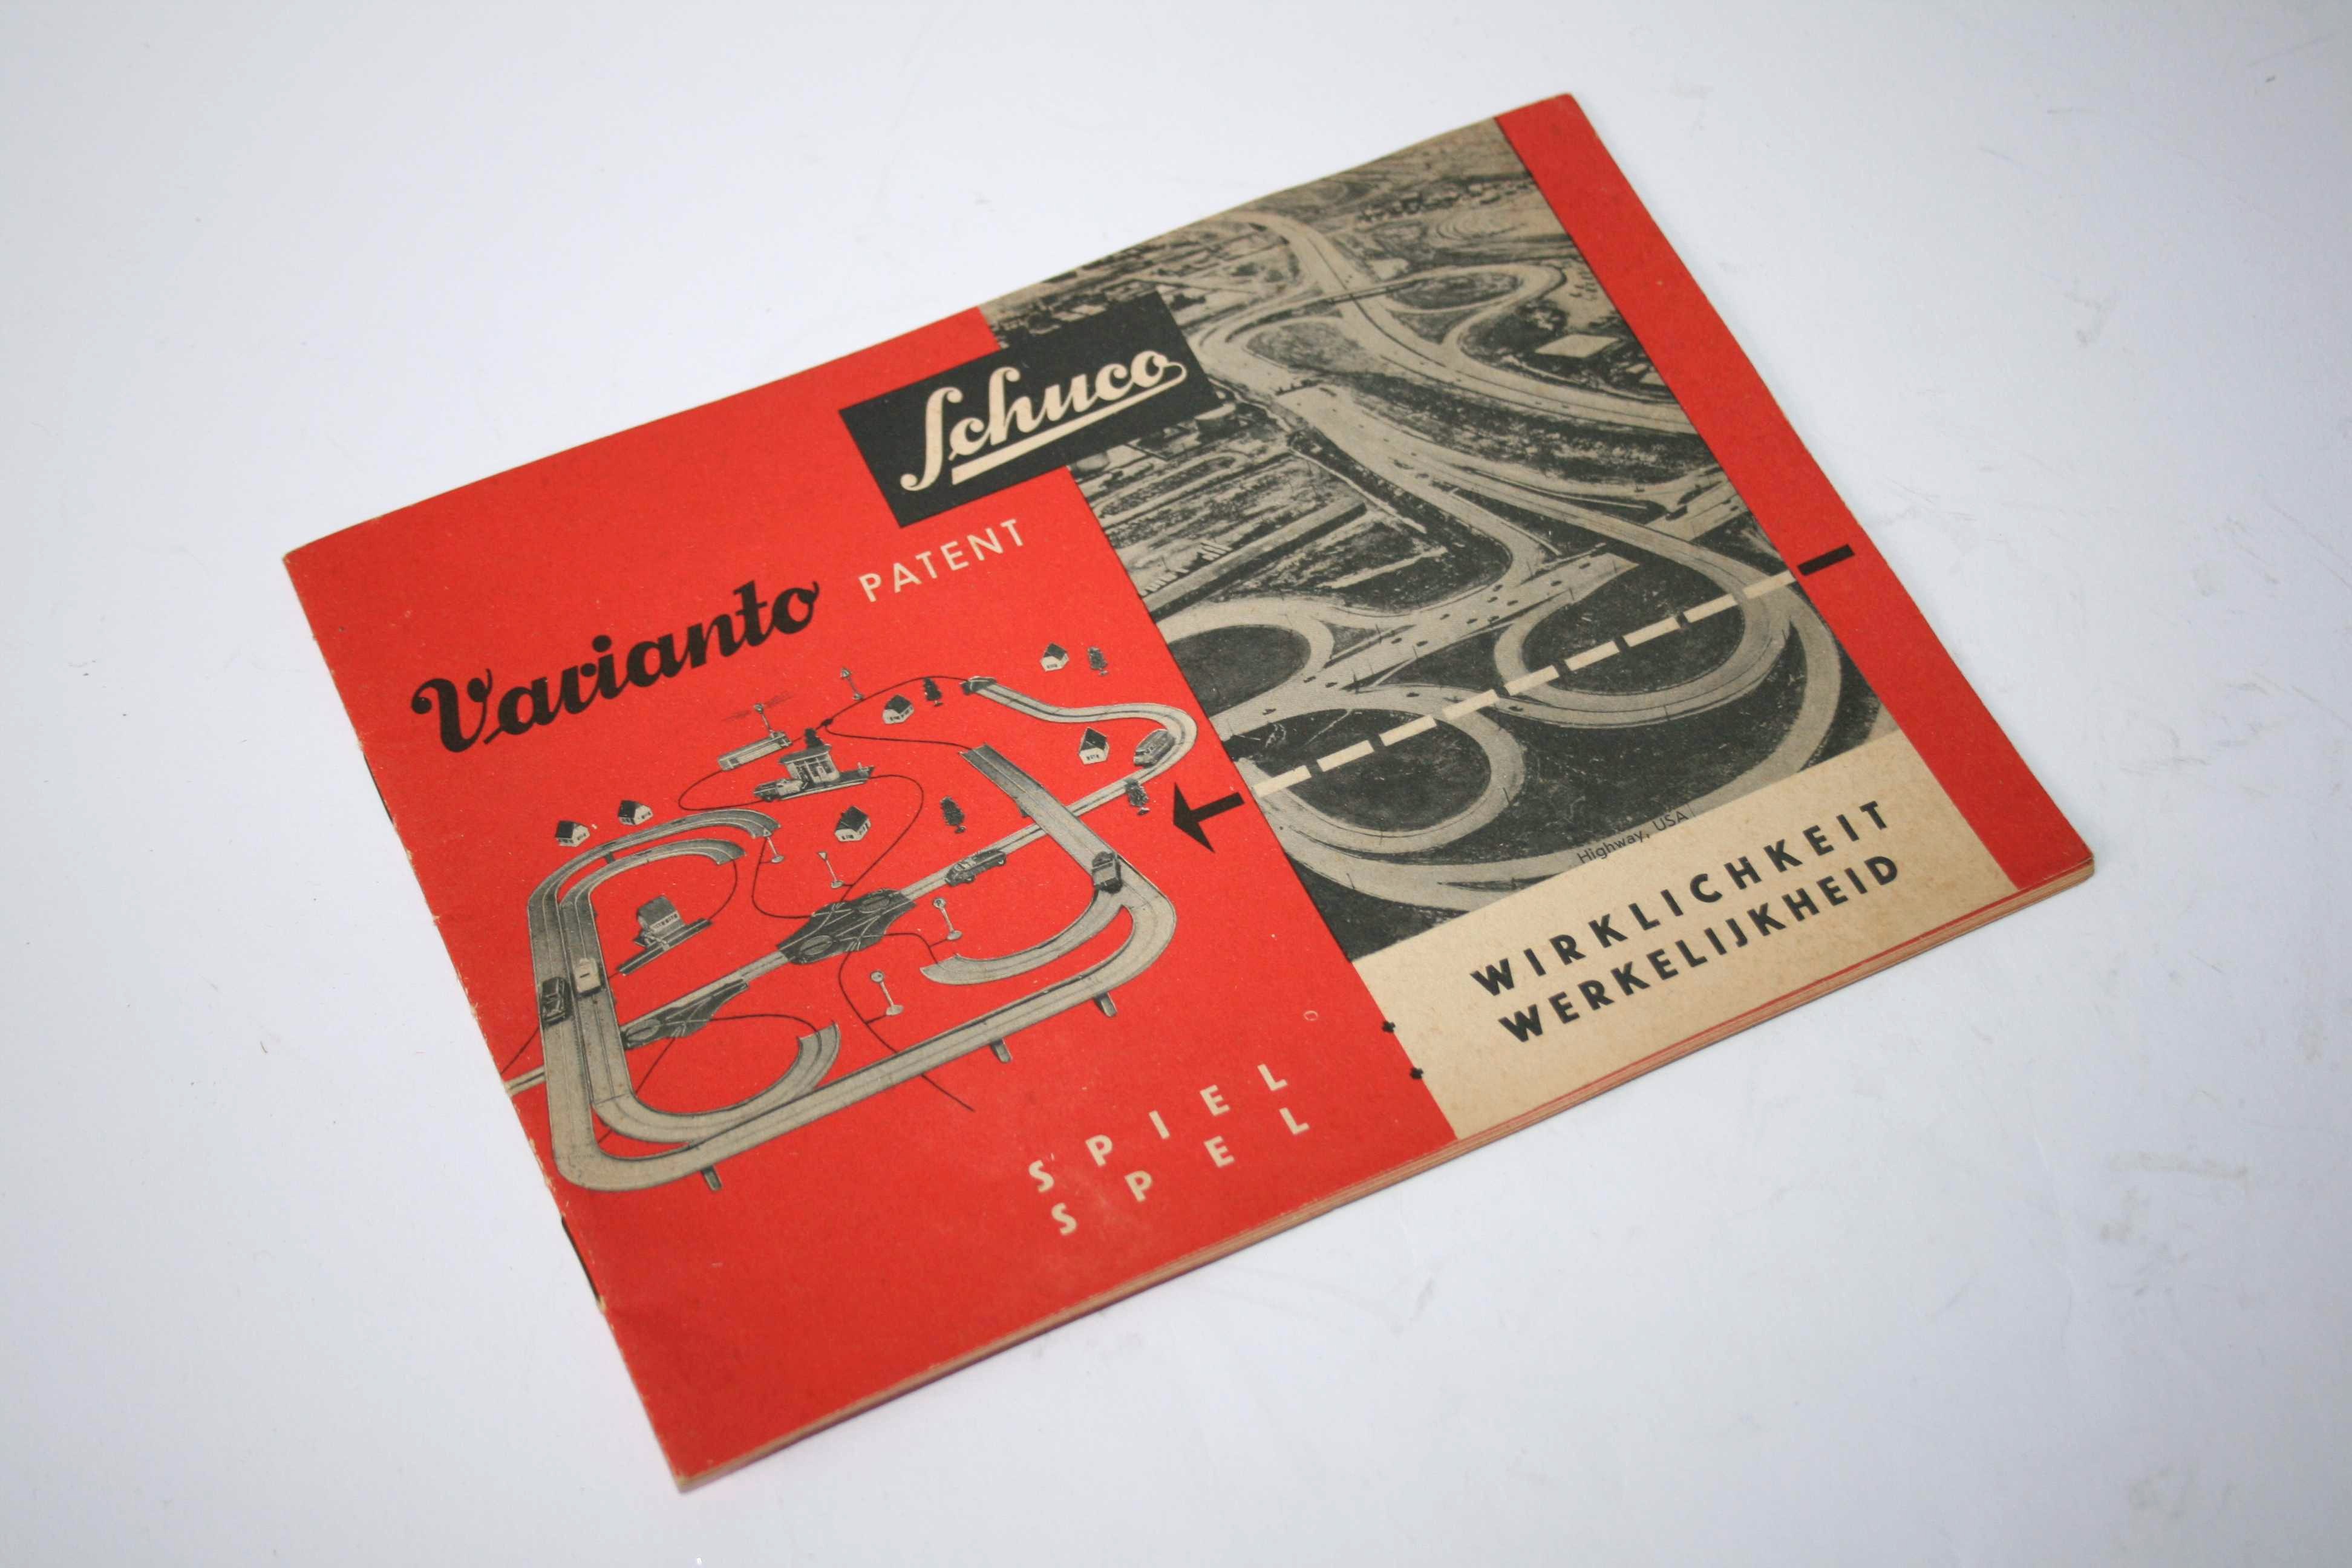 Schuco
Varianto PATENT
Highway, USA
WIRKLICHKEIT
WERKELIJKHEID
SPIEL
SPEL